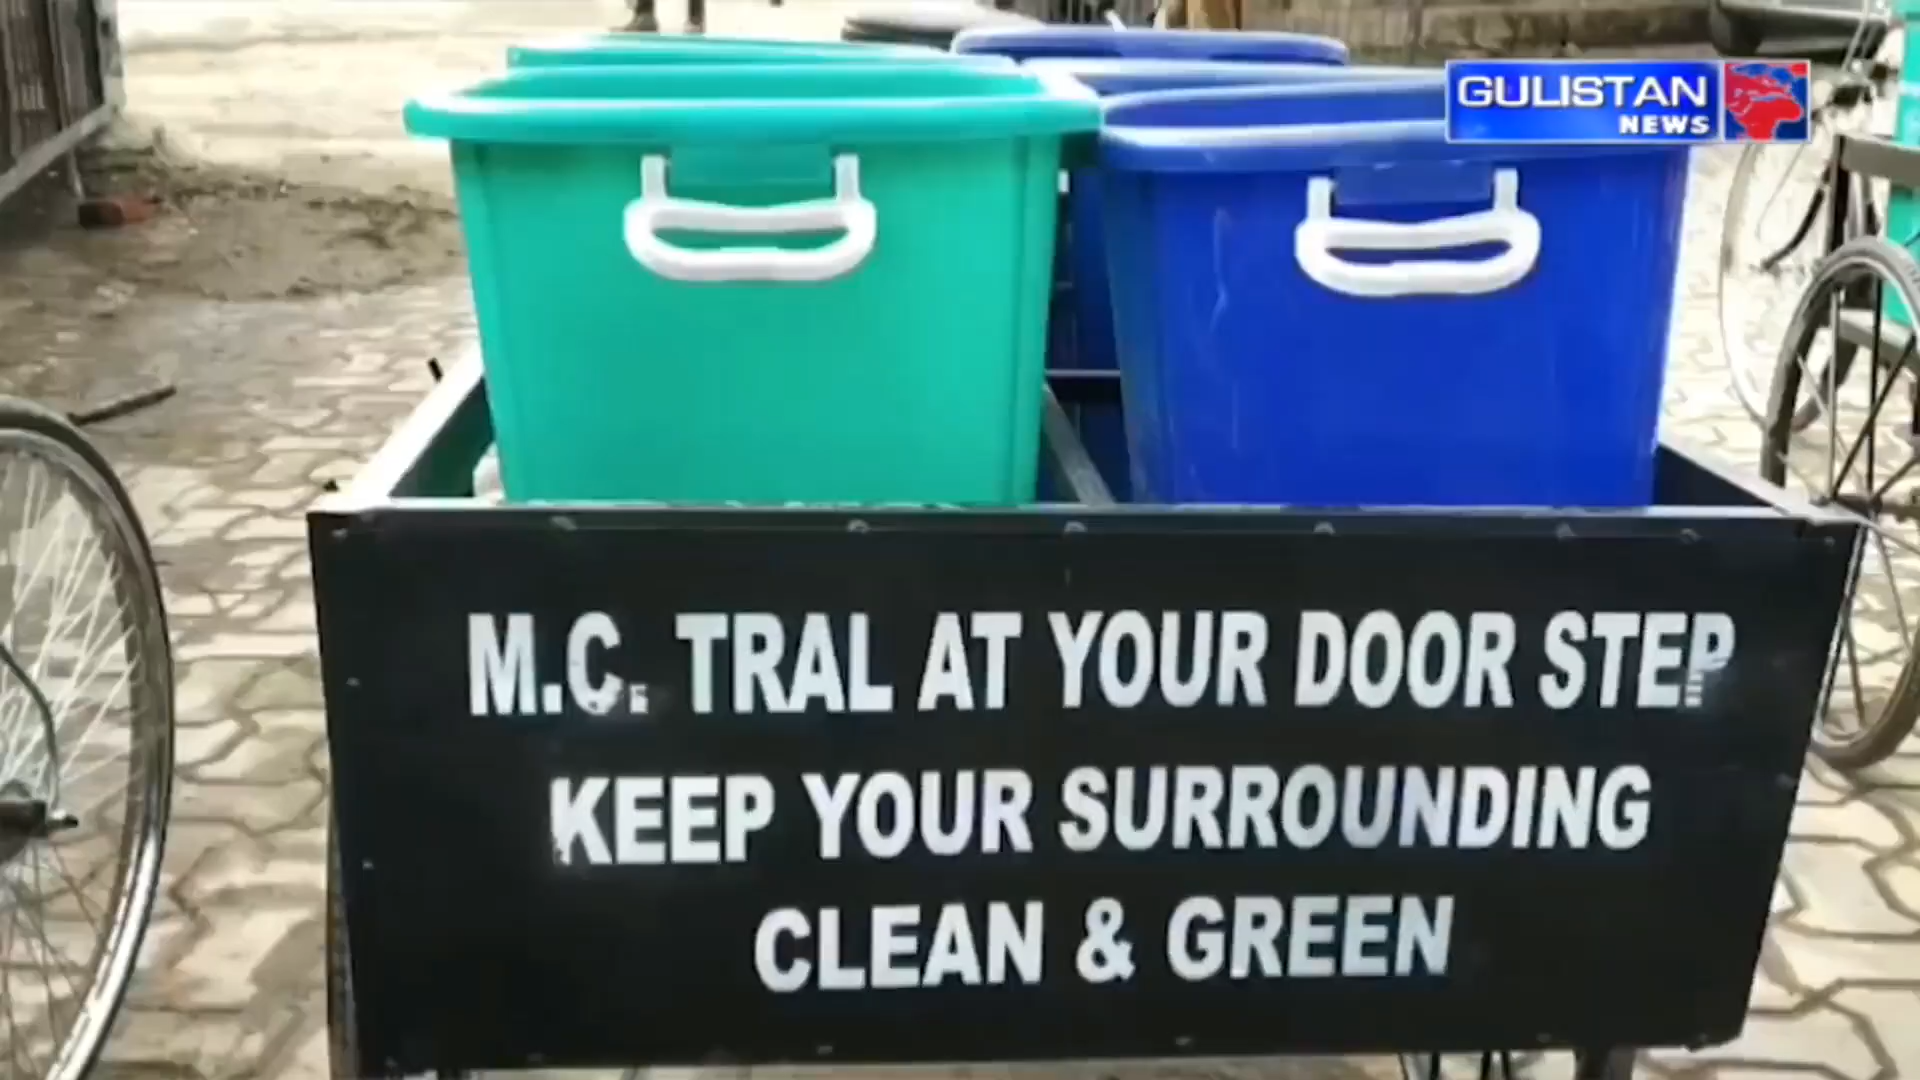 GULISTAN
NEWS
M.C. TRAL AT YOUR DOOR STEP
KEEP YOUR SURROUNDING
CLEAN & GREEN